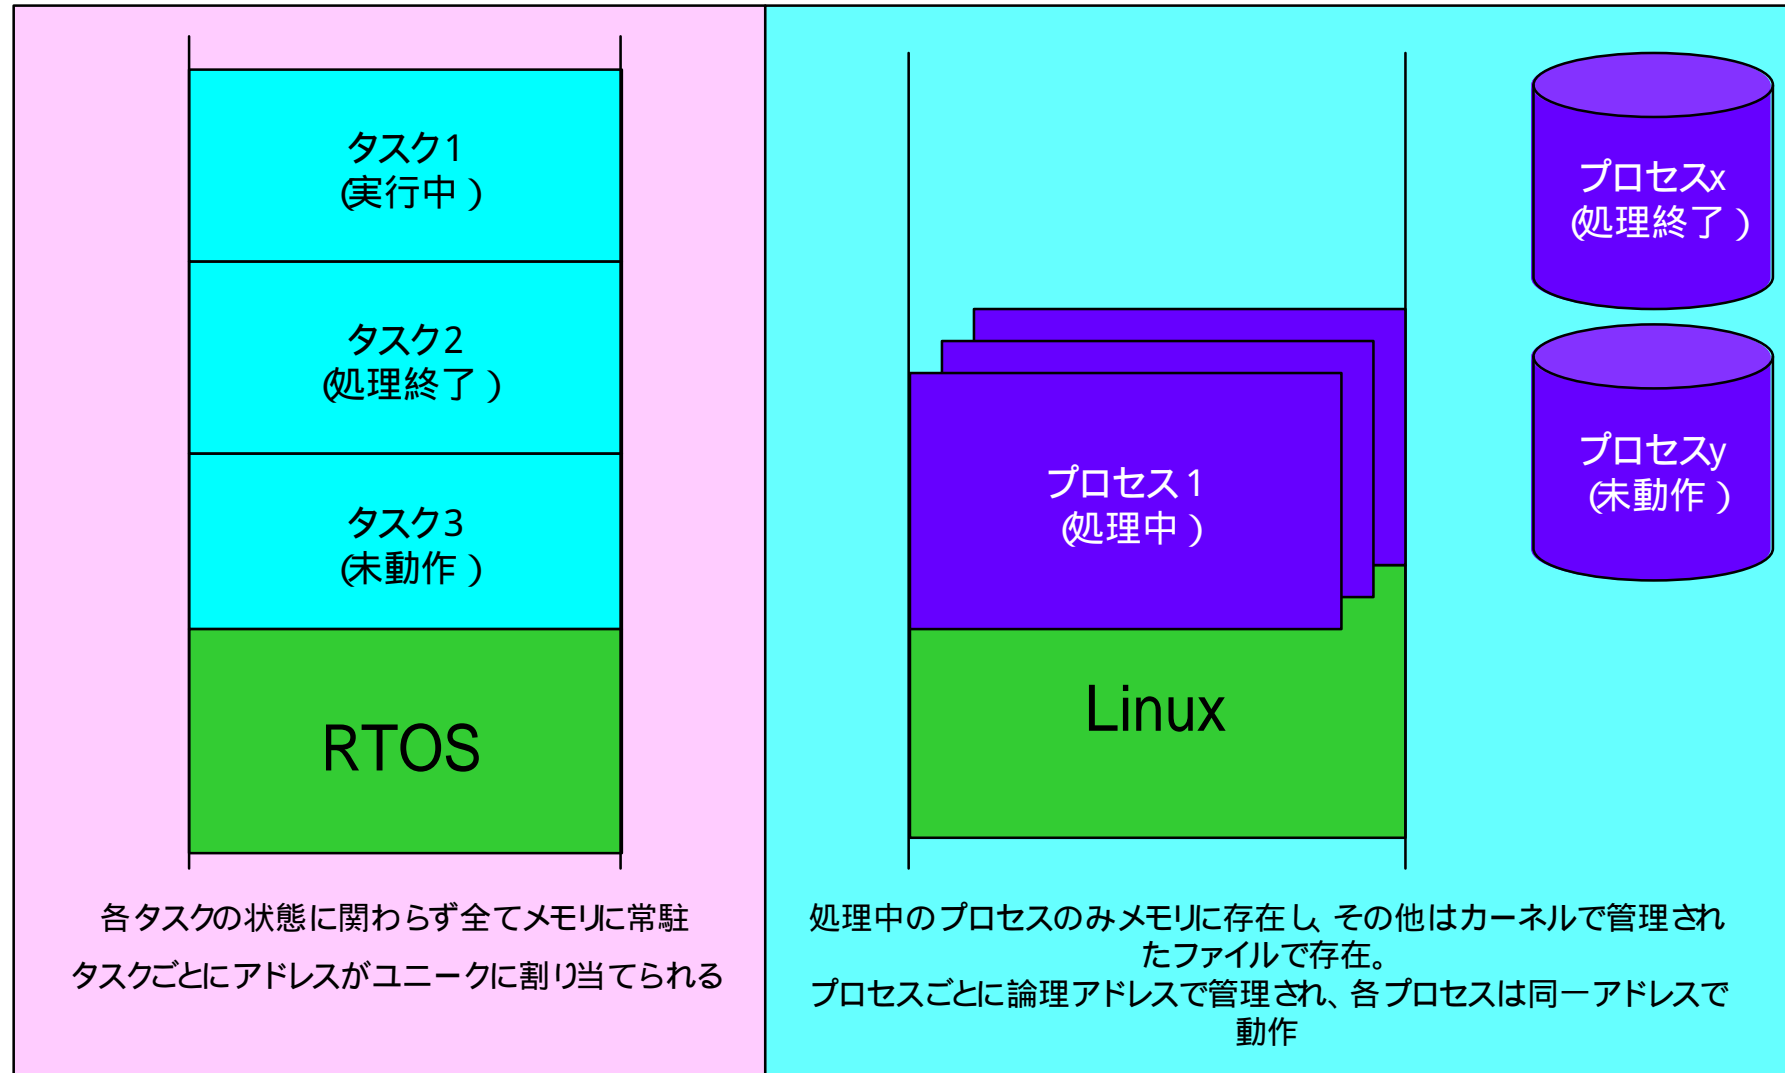 タスク1
(実行中)
タスク2
(処理終了)
タスク3
(未動作)
RTOS
各タスクの状態に関わらず全てメモリに常駐
タスクごとにアドレスがユニークに割り当てられる
プロセス1
(処理中)
Linux
プロセスx
(処理終了)
プロセスy
(未動作)
処理中のプロセスのみメモリに存在し、その他はカーネルで管理され
たファイルで存在。
プロセスごとに論理アドレスで管理され、各プロセスは同一アドレスで
動作